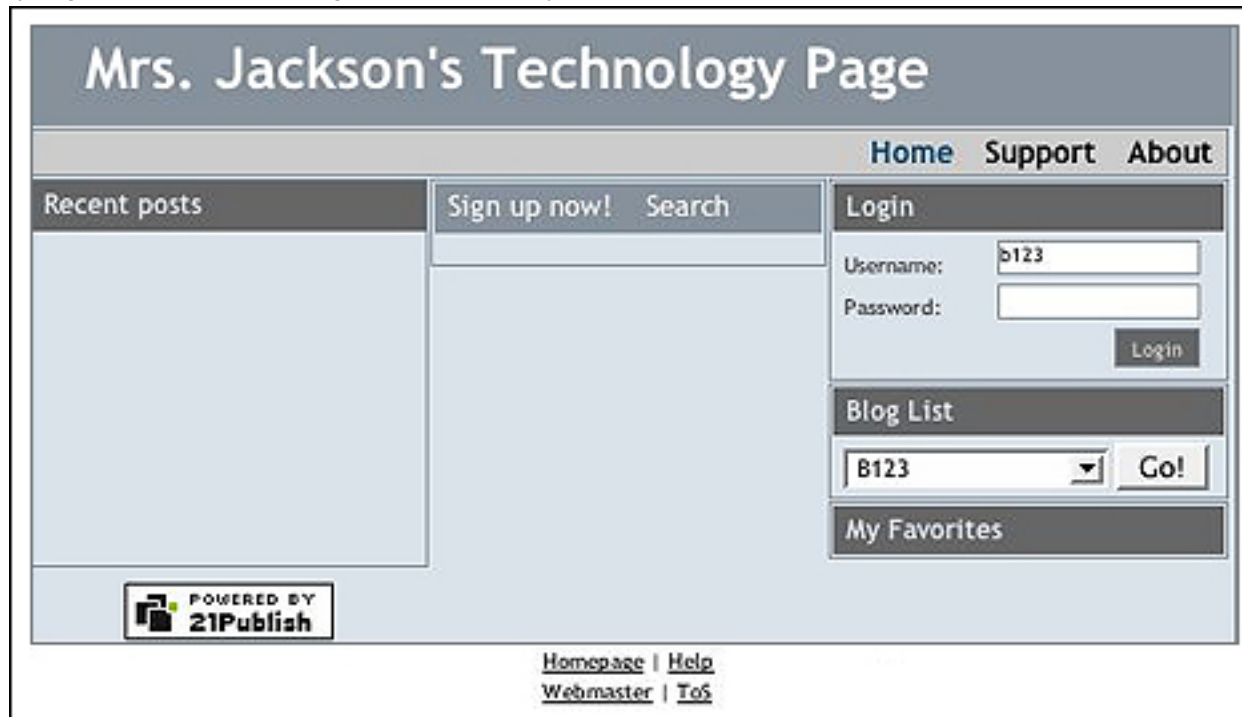 Mrs. Jackson's Technology Page
Home Support About
Recent posts
Sign up now! Search
Login
Username: b123
Password:
Login
Blog List
B123 Go!
My Favorites
POWERED BY
21Publish
Homepage | Help
Webmaster | ToS